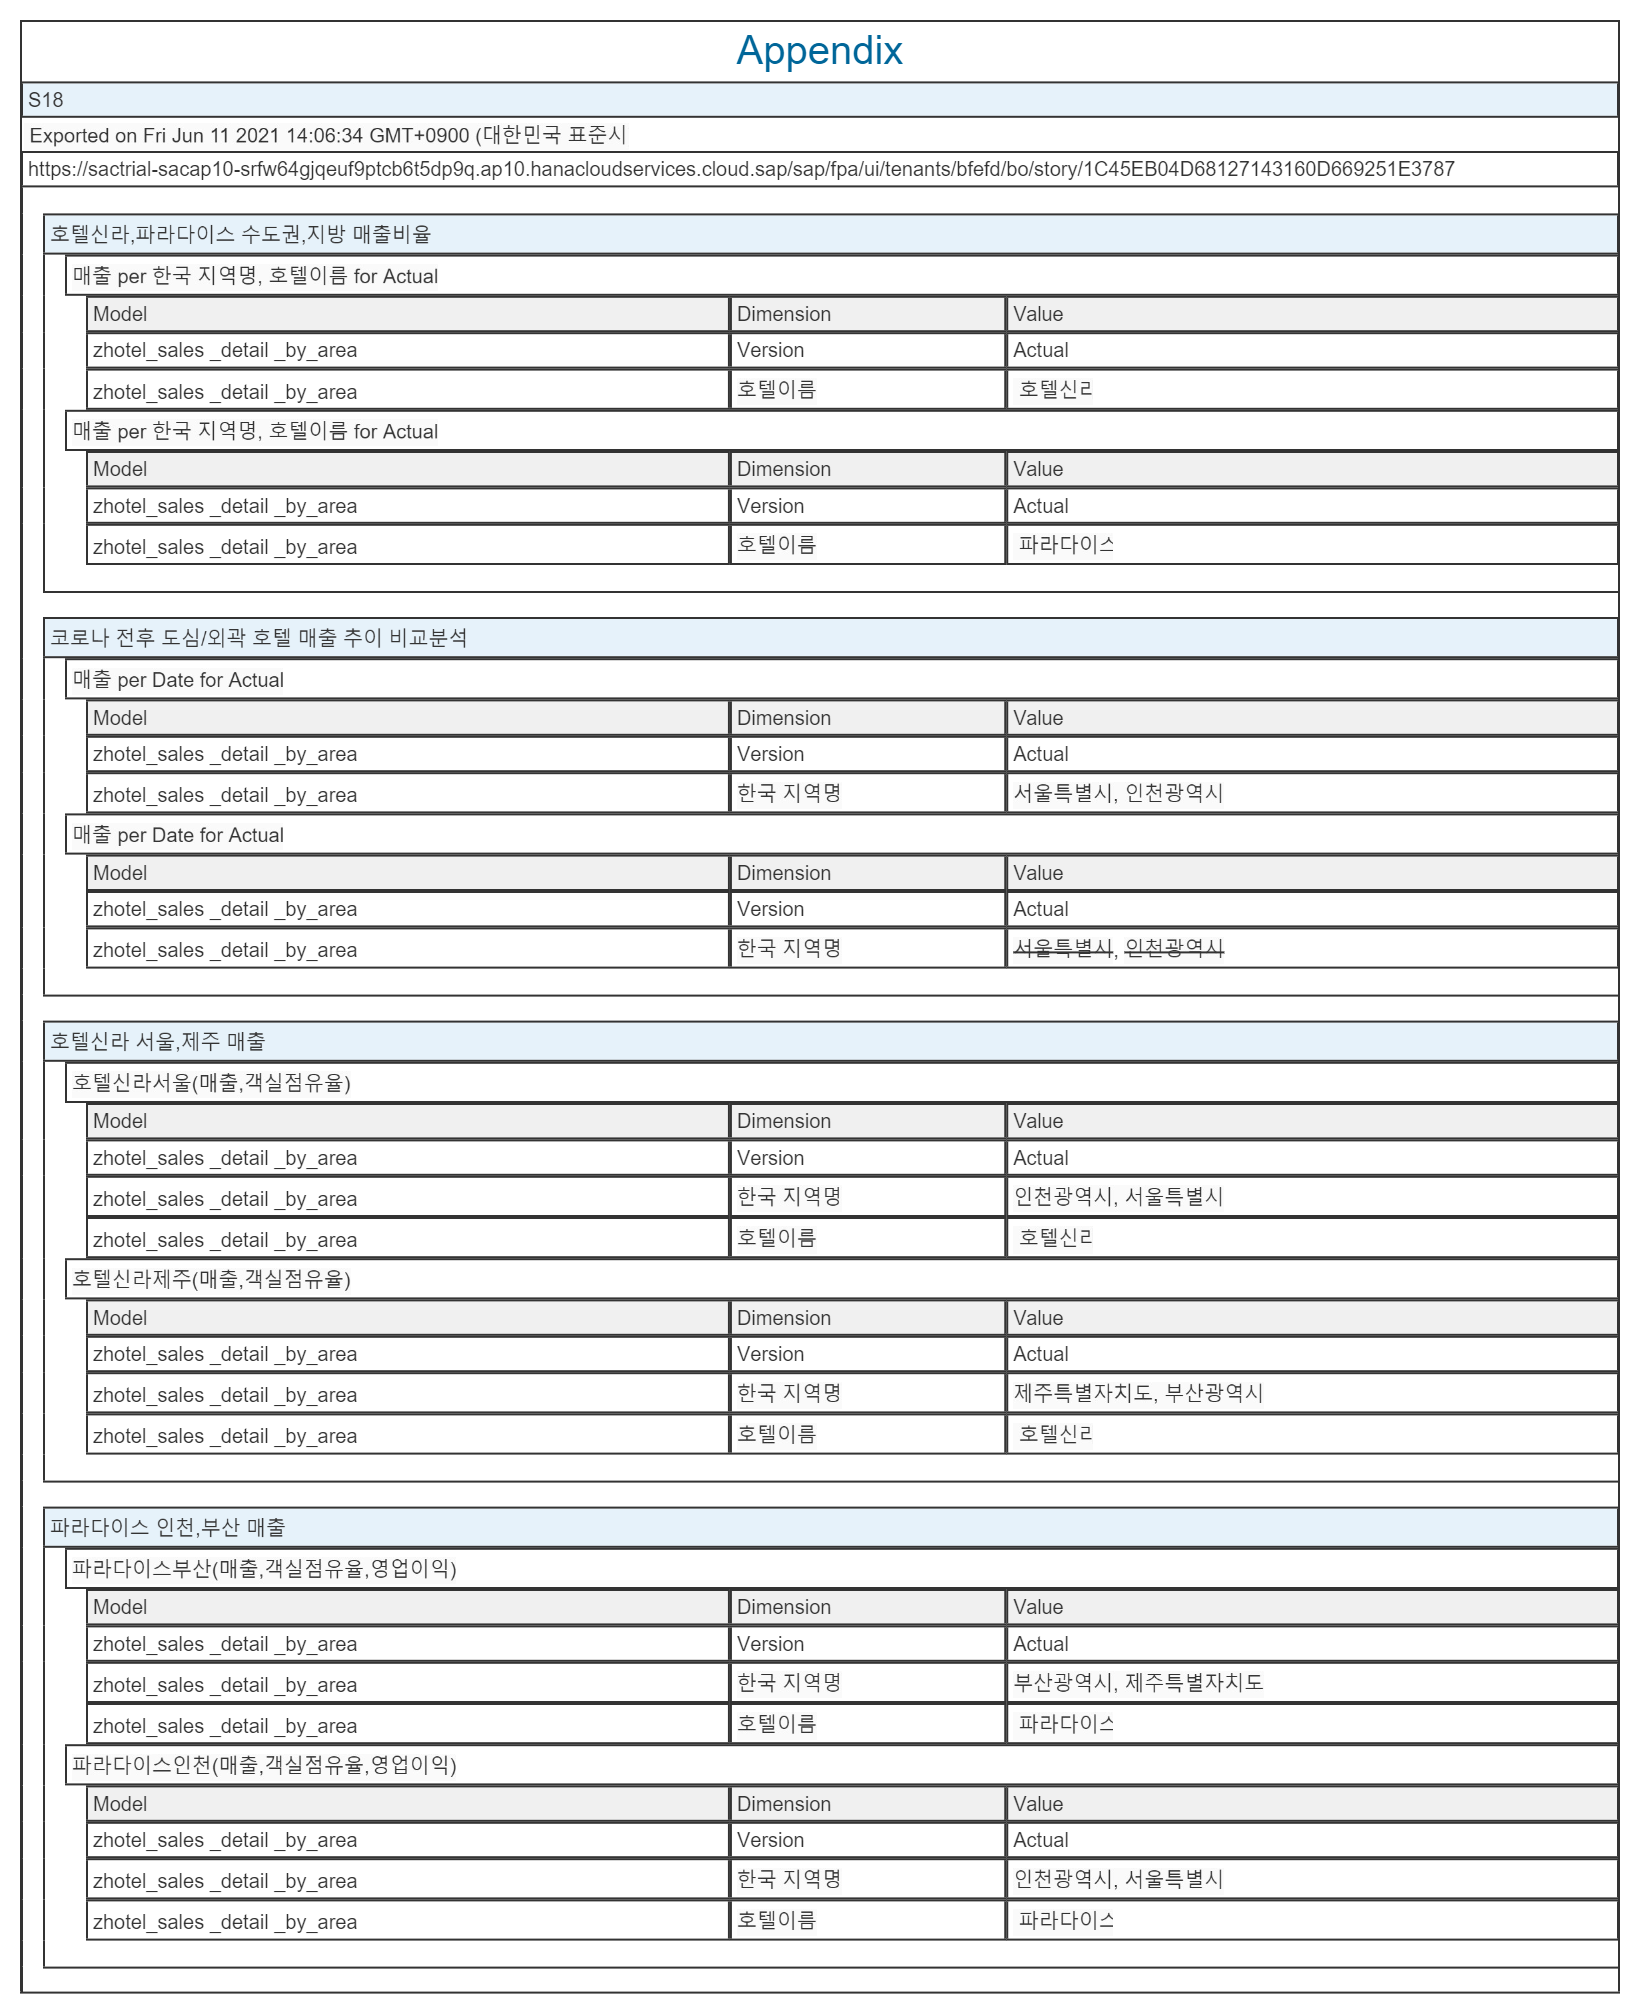 Appendix
S18
Exported on Fri Jun 11 2021 14:06:34 GMT+0900 (대한민국 표준시
https://sactrial-sacap10-srfw64gjqeuf9ptcb6t5dp9q.ap10.hanacloudservices.cloud.sap/sap/fpa/ui/tenants/bfefd/bo/story/1C45EB04D68127143160D669251E3787
호텔신라,파라다이스 수도권,지방 매출비율
매출 per 한국 지역명, 호텔이름 for Actual
Model Dimension Value
zhotel_sales _detail _by_area Version Actual
zhotel_sales _detail _by_area 호텔이름 호텔신라
매출 per 한국 지역명, 호텔이름 for Actual
Model Dimension Value
zhotel_sales _detail _by_area Version Actual
zhotel_sales _detail _by_area 호텔이름 파라다이스
코로나 전후 도심/외곽 호텔 매출 추이 비교분석
매출 per Date for Actual
Model Dimension Value
zhotel_sales _detail _by_area Version Actual
zhotel_sales _detail _by_area 한국 지역명 서울특별시, 인천광역시
매출 per Date for Actual
Model Dimension Value
zhotel_sales _detail _by_area Version Actual
zhotel_sales _detail _by_area 한국 지역명 서울특별시, 인천광역시
호텔신라 서울,제주 매출
호텔신라서울(매출,객실점유율)
Model Dimension Value
zhotel_sales _detail _by_area Version Actual
zhotel_sales _detail _by_area 한국 지역명 인천광역시, 서울특별시
zhotel_sales _detail _by_area 호텔이름 호텔신라
호텔신라제주(매출,객실점유율)
Model Dimension Value
zhotel_sales _detail _by_area Version Actual
zhotel_sales _detail _by_area 한국 지역명 제주특별자치도, 부산광역시
zhotel_sales _detail _by_area 호텔이름 호텔신라
파라다이스 인천,부산 매출
파라다이스부산(매출,객실점유율,영업이익)
Model Dimension Value
zhotel_sales _detail _by_area Version Actual
zhotel_sales _detail _by_area 한국 지역명 부산광역시, 제주특별자치도
zhotel_sales _detail _by_area 호텔이름 파라다이스
파라다이스인천(매출,객실점유율,영업이익)
Model Dimension Value
zhotel_sales _detail _by_area Version Actual
zhotel_sales _detail _by_area 한국 지역명 인천광역시, 서울특별시
zhotel_sales _detail _by_area 호텔이름 파라다이스